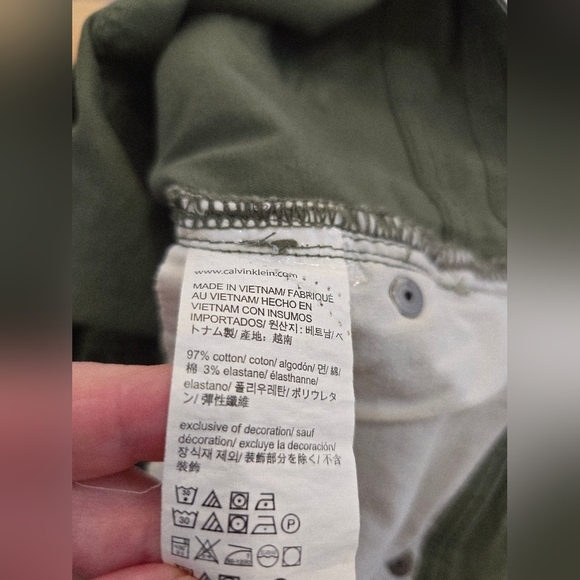 www.calvinklein.com
MADE IN VIETNAM/ FABRIQUÉ
AU VIETNAM/ HECHO EN
VIETNAM CON INSUMOS
IMPORTADOS/ 원산지: 베트남/ ベ
トナム製/ 產地: 越南
97% cotton/ coton/ algodón/ 면/ 綿/
棉 3% elastane/ élasthanne/
elastano/ 폴리우레탄/ ポリウレタ
ン/ 彈性纖維
exclusive of decoration/ sauf
décoration/ excluye la decoración/
장식재 제외/ 装飾部分を除く/ 不含
裝飾
30
30 P